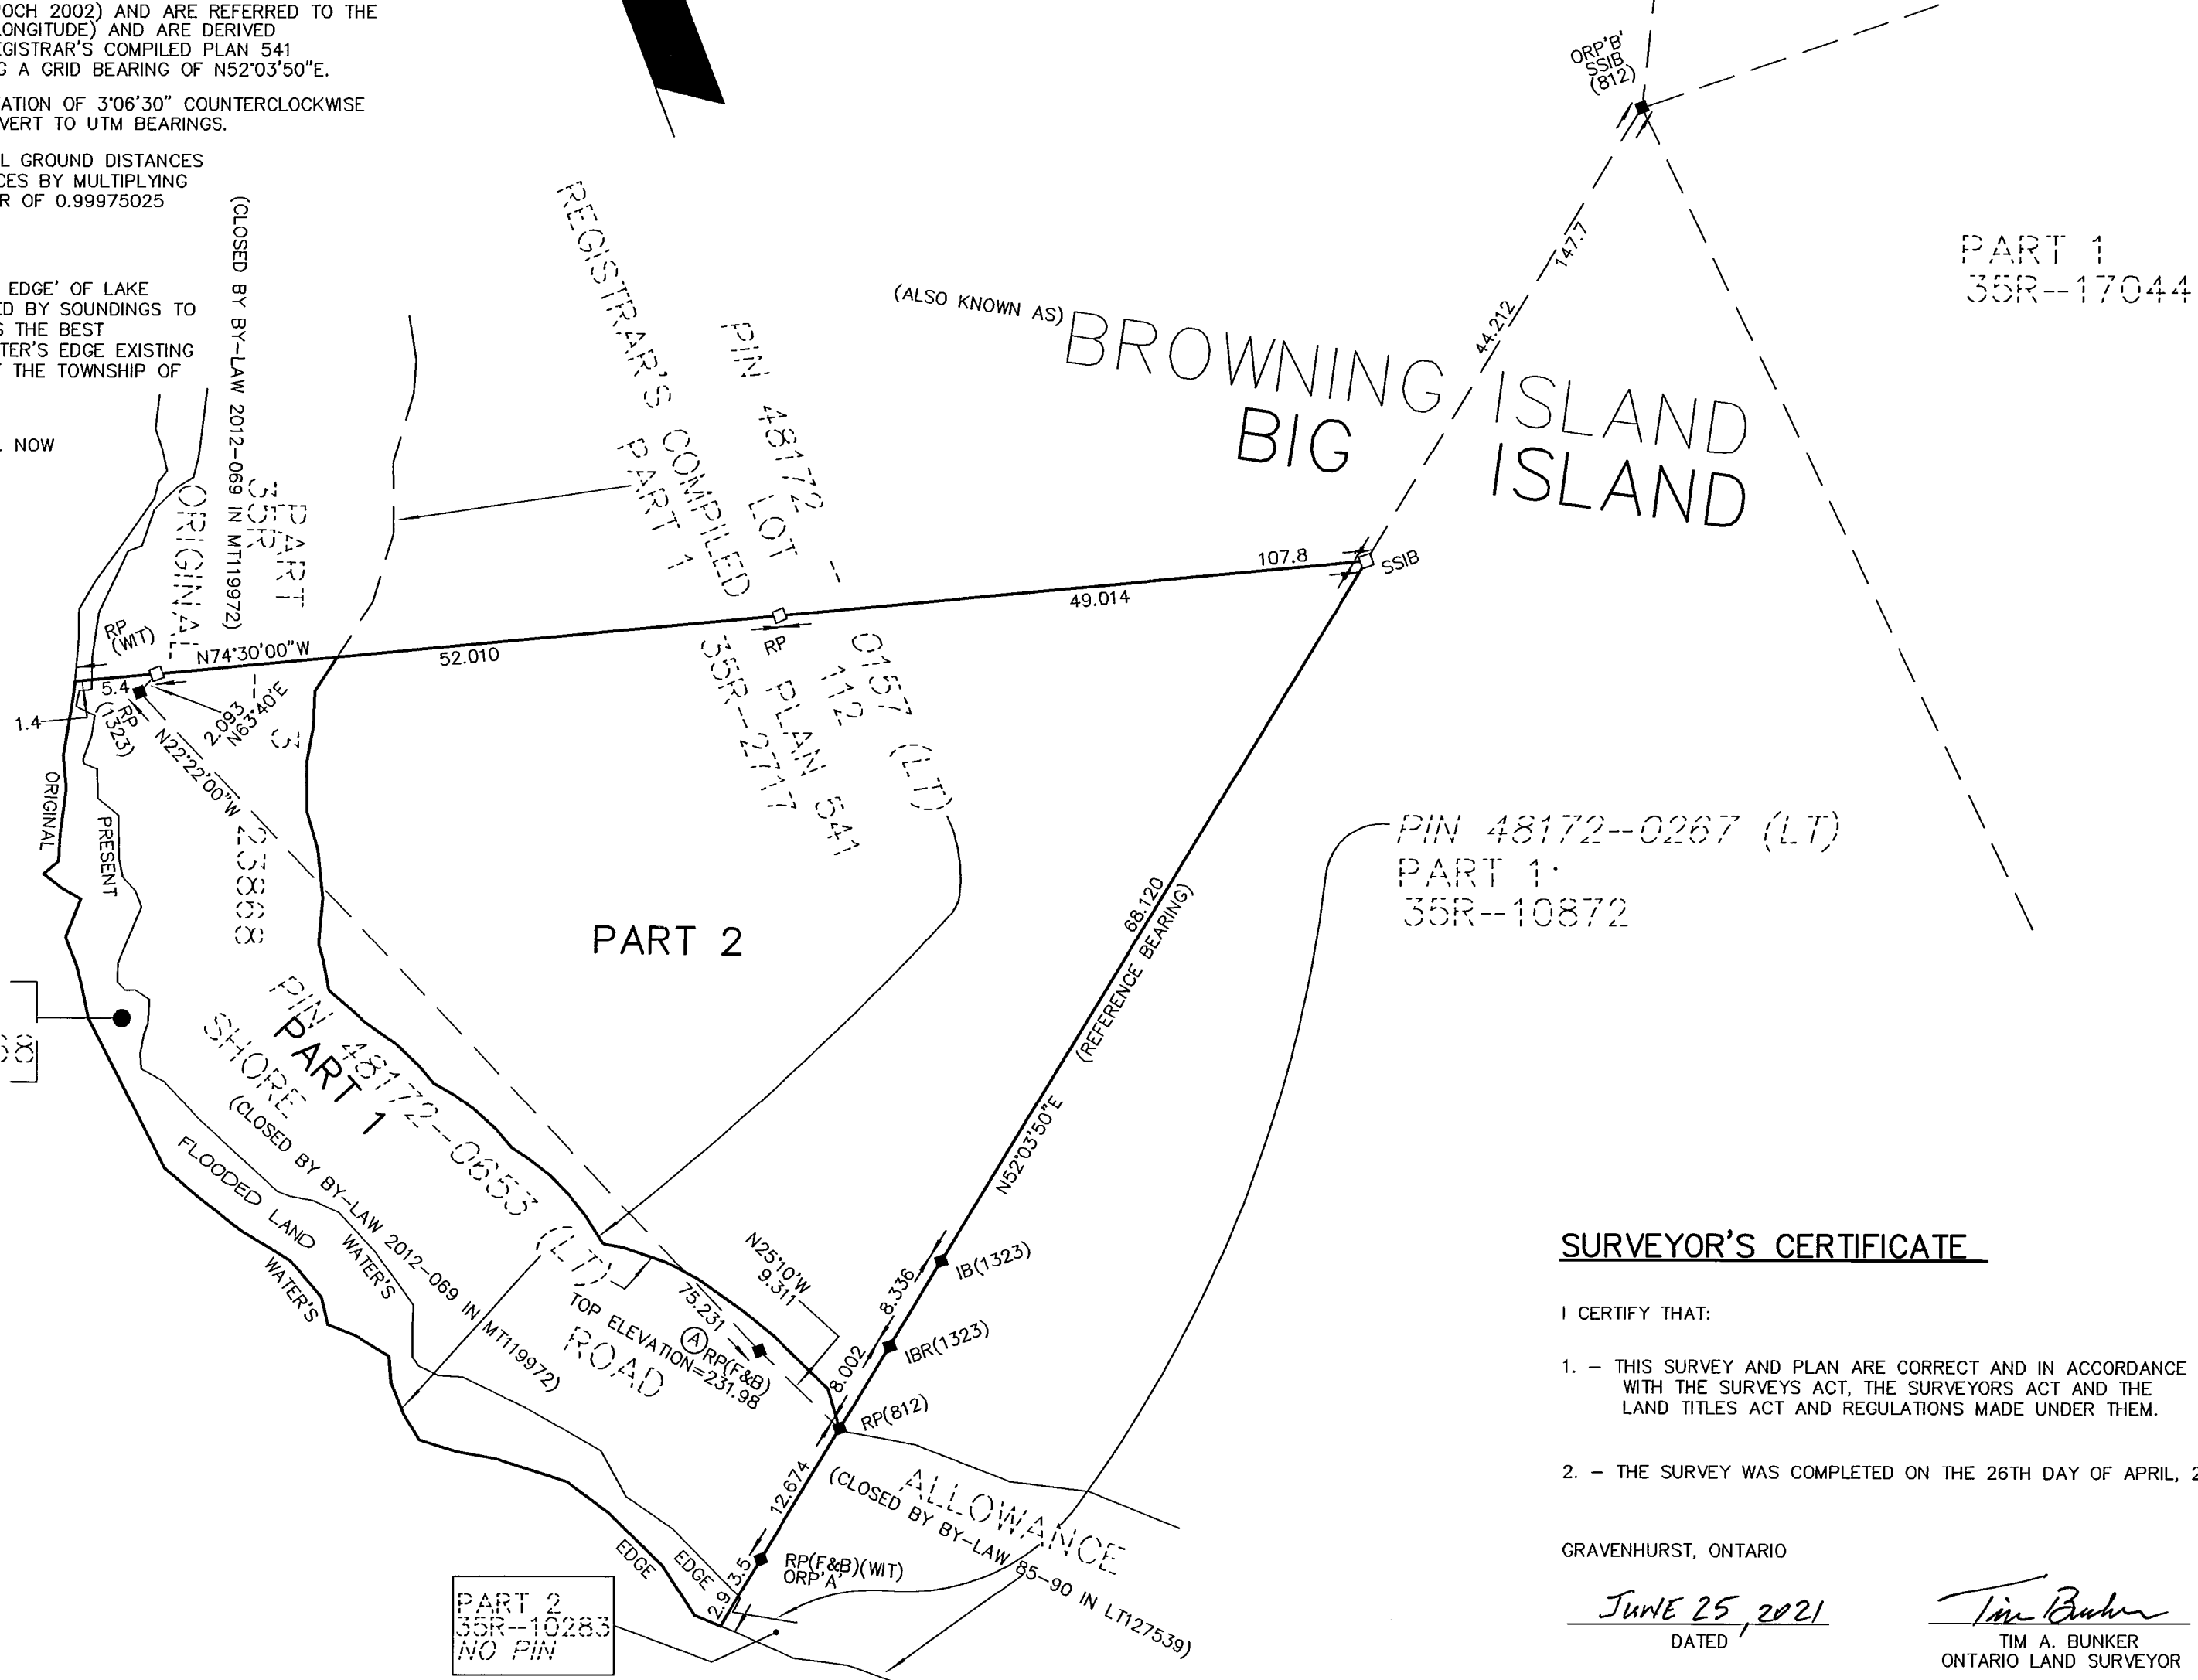 OCH 2002) AND ARE REFERRED TO THE
ONGITUDE) AND ARE DERIVED
EGISTRAR'S COMPILED PLAN 541
G A GRID BEARING OF N52°03'50"E.
ATION OF 3°06'30" COUNTERCLOCKWISE
VERT TO UTM BEARINGS.
L GROUND DISTANCES
CES BY MULTIPLYING
R OF 0.99975025
EDGE' OF LAKE
ED BY SOUNDINGS TO
S THE BEST
TER'S EDGE EXISTING
T THE TOWNSHIP OF
. NOW
(CLOSED BY BY-LAW 2012-069 IN MT119972)
ORP'B'
SSIB
(812)
147.7
44.212
PART 1
35R--17044
(ALSO KNOWN AS)
BROWNING ISLAND
BIG ISLAND
REGISTRAR'S COMPILED PLAN 541
PIN 48172--0157 (LT)
LOT 112
PART 1 35R--2717
107.8
49.014
SSIB
RP
52.010
N74°30'00"W
RP
(WIT)
5.4
1.4
RP
(1323)
2.093
N63°40'E
N22°22'00"W
PART 3
35R--23868
ORIGINAL
ORIGINAL
PRESENT
PART 2
PIN 48172--0267 (LT)
PART 1
35R--10872
68.120
(REFERENCE BEARING)
N52°03'50"E
68
PIN 48172--0653 (LT)
PART 1
SHORE
(CLOSED BY BY-LAW 2012-069 IN MT119972)
FLOODED LAND
WATER'S
WATER'S
N25°10'W
9.311
75.231
A RP(F&B)
TOP ELEVATION=231.98
ROAD
8.336
IB(1323)
IBR(1323)
8.002
RP(812)
12.674
ALLOWANCE
(CLOSED BY BY-LAW 85-90 IN LT127539)
RP(F&B)(WIT)
ORP'A'
3.5
2.9
EDGE
EDGE
PART 2
35R--10283
NO PIN
SURVEYOR'S CERTIFICATE
I CERTIFY THAT:
1. - THIS SURVEY AND PLAN ARE CORRECT AND IN ACCORDANCE
WITH THE SURVEYS ACT, THE SURVEYORS ACT AND THE
LAND TITLES ACT AND REGULATIONS MADE UNDER THEM.
2. - THE SURVEY WAS COMPLETED ON THE 26TH DAY OF APRIL, 2
GRAVENHURST, ONTARIO
JUNE 25, 2021
DATED
Tim Bunker
TIM A. BUNKER
ONTARIO LAND SURVEYOR